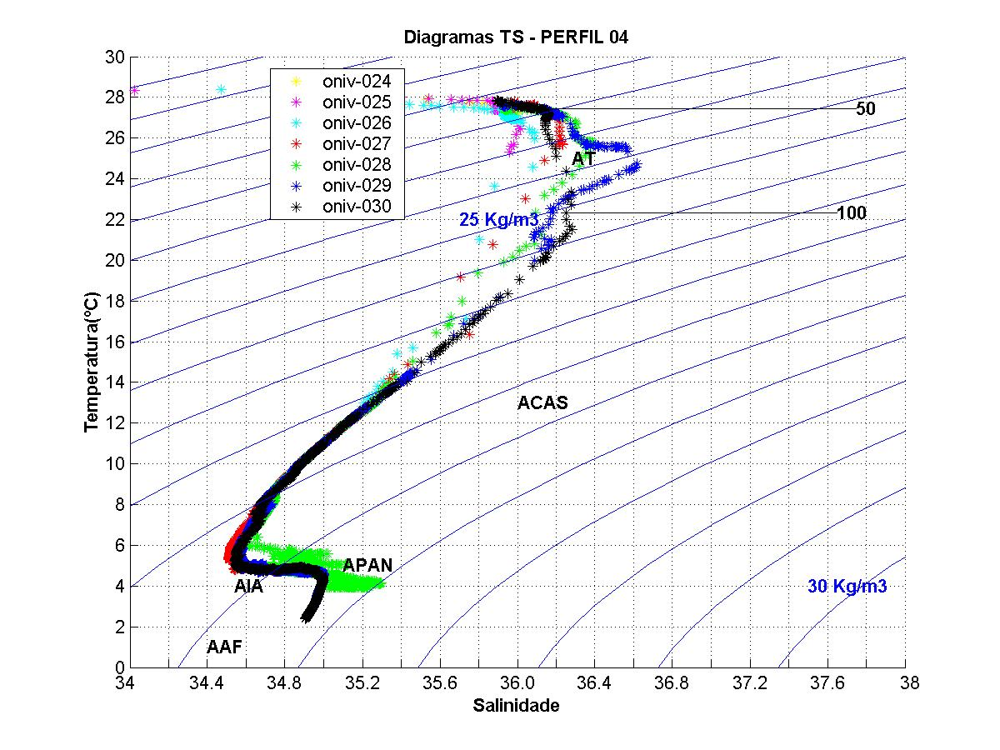 Diagramas TS - PERFIL 04
30
28
26
24
22
20
18
16
14
12
10
8
6
4
2
0
Temperatura(ºC)
oniv-024
oniv-025
oniv-026
oniv-027
oniv-028
oniv-029
oniv-030
50
AT
100
25 Kg/m3
ACAS
APAN
AIA
30 Kg/m3
AAF
34 34.4 34.8 35.2 35.6 36.0 36.4 36.8 37.2 37.6 38
Salinidade